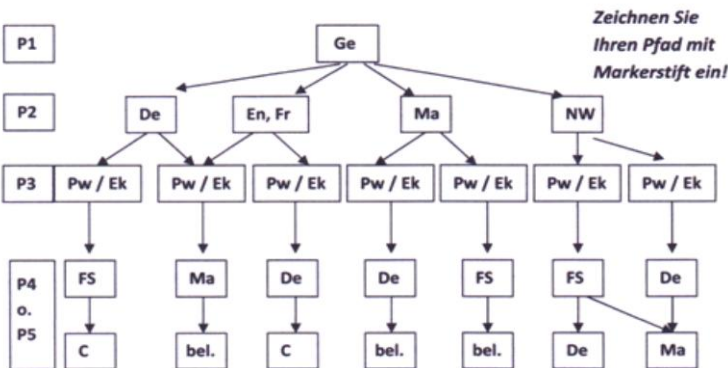 Zeichnen Sie
Ihren Pfad mit
Markerstift ein!
P1 Ge
P2 De En, Fr Ma NW
P3 Pw / Ek Pw / Ek Pw / Ek Pw / Ek Pw / Ek Pw / Ek Pw / Ek
P4 FS Ma De De FS FS De
o.
P5 C bel. C bel. bel. De Ma